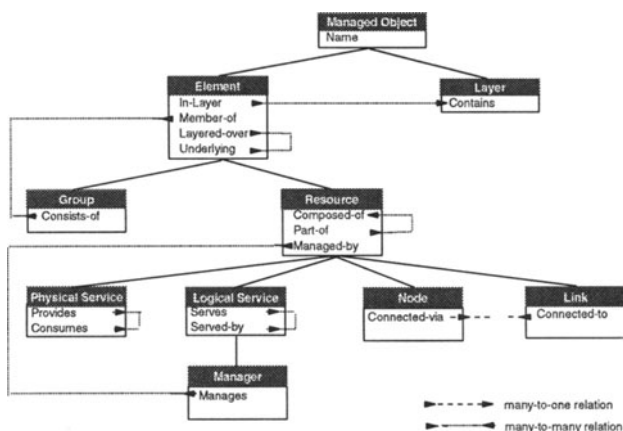 Managed Object
Name
Element
In-Layer
Member-of
Layered-over
Underlying
Layer
Contains
Group
Consists-of
Resource
Composed-of
Part-of
Managed-by
Physical Service
Provides
Consumes
Logical Service
Serves
Served-by
Node
Connected-via
Link
Connected-to
Manager
Manages
many-to-one relation
many-to-many relation